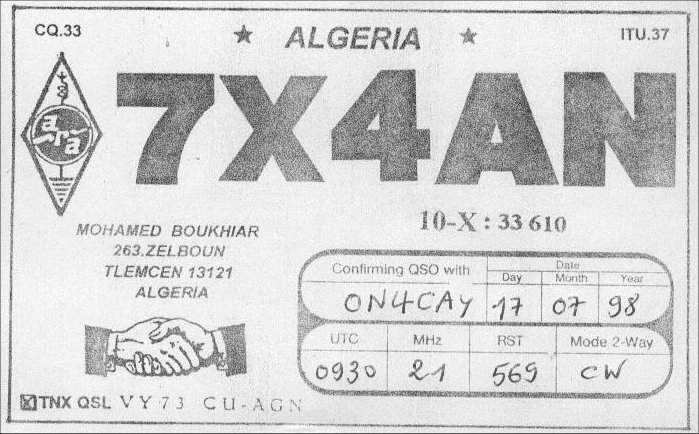 CQ.33 ★ ALGERIA ★ ITU.37
7X4AN
ara
10-X : 33 610
MOHAMED BOUKHIAR
263.ZELBOUN
TLEMCEN 13121
ALGERIA
Confirming QSO with Date
Day Month Year
ON4CAY 17 07 98
UTC MHz RST Mode 2-Way
0930 21 569 CW
☒TNX QSL VY 73 CU-AGN